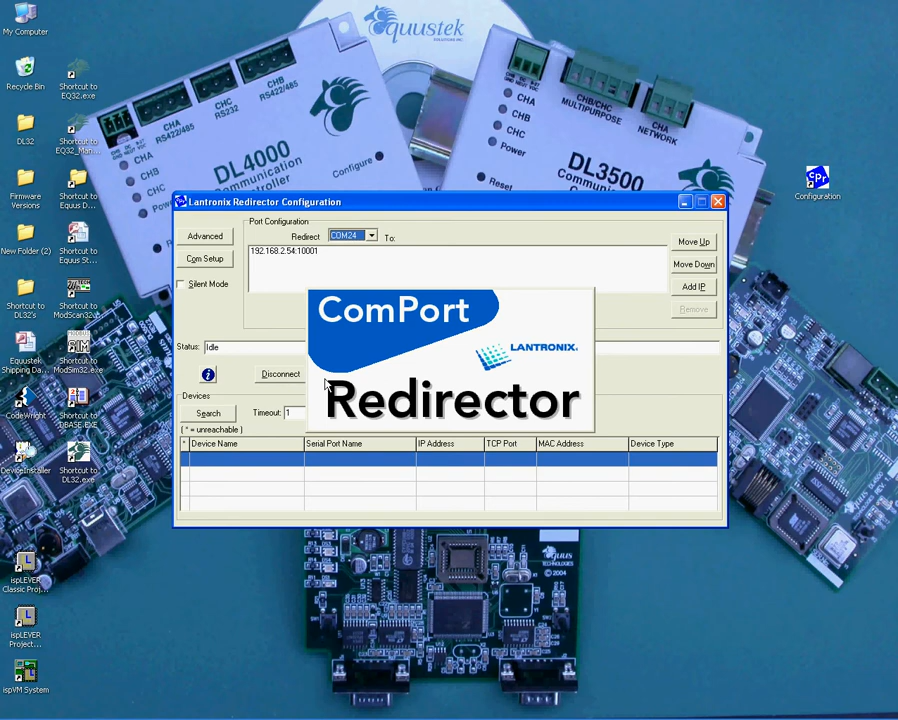 My Computer
Recycle Bin
Shortcut to
EQ32.exe
DL32
Shortcut to
EQ32_Man...
Firmware
Versions
Shortcut to
Equus D...
New Folder (2)
Shortcut to
Equus St...
Shortcut to
DL32's
Shortcut to
ModScan32...
Equus
Shipping Da...
Shortcut to
ModSim32.exe
CodeWright
Shortcut to
DBASE.EXE
DeviceInstaller
Shortcut to
DL32.exe
ispLEVER
Classic Proj...
ispLEVER
Project...
ispVM System
Configuration
quustek
SOLUTIONS INC.
CHA
RS422/485
CHC
RS232
CHB
RS422/485
DL4000
Communication
Controller
CHA
CHB
CHC
Power
Configure
CHB/CHC
MULTIPURPOSE
CHA
NETWORK
CHA
CHB
CHC
Power
Reset
DL3500
Lantronix Redirector Configuration
Advanced
Com Setup
Silent Mode
Port Configuration
Redirect
COM24
To:
192.168.2.54:10001
Move Up
Move Down
Add IP
Remove
Status:
Idle
Disconnect
Devices
Search
Timeout:
1
(* = unreachable)
* Device Name Serial Port Name IP Address TCP Port MAC Address Device Type
ComPort
LANTRONIX.
Redirector
quus
TECHNOLOGIES
© 2004